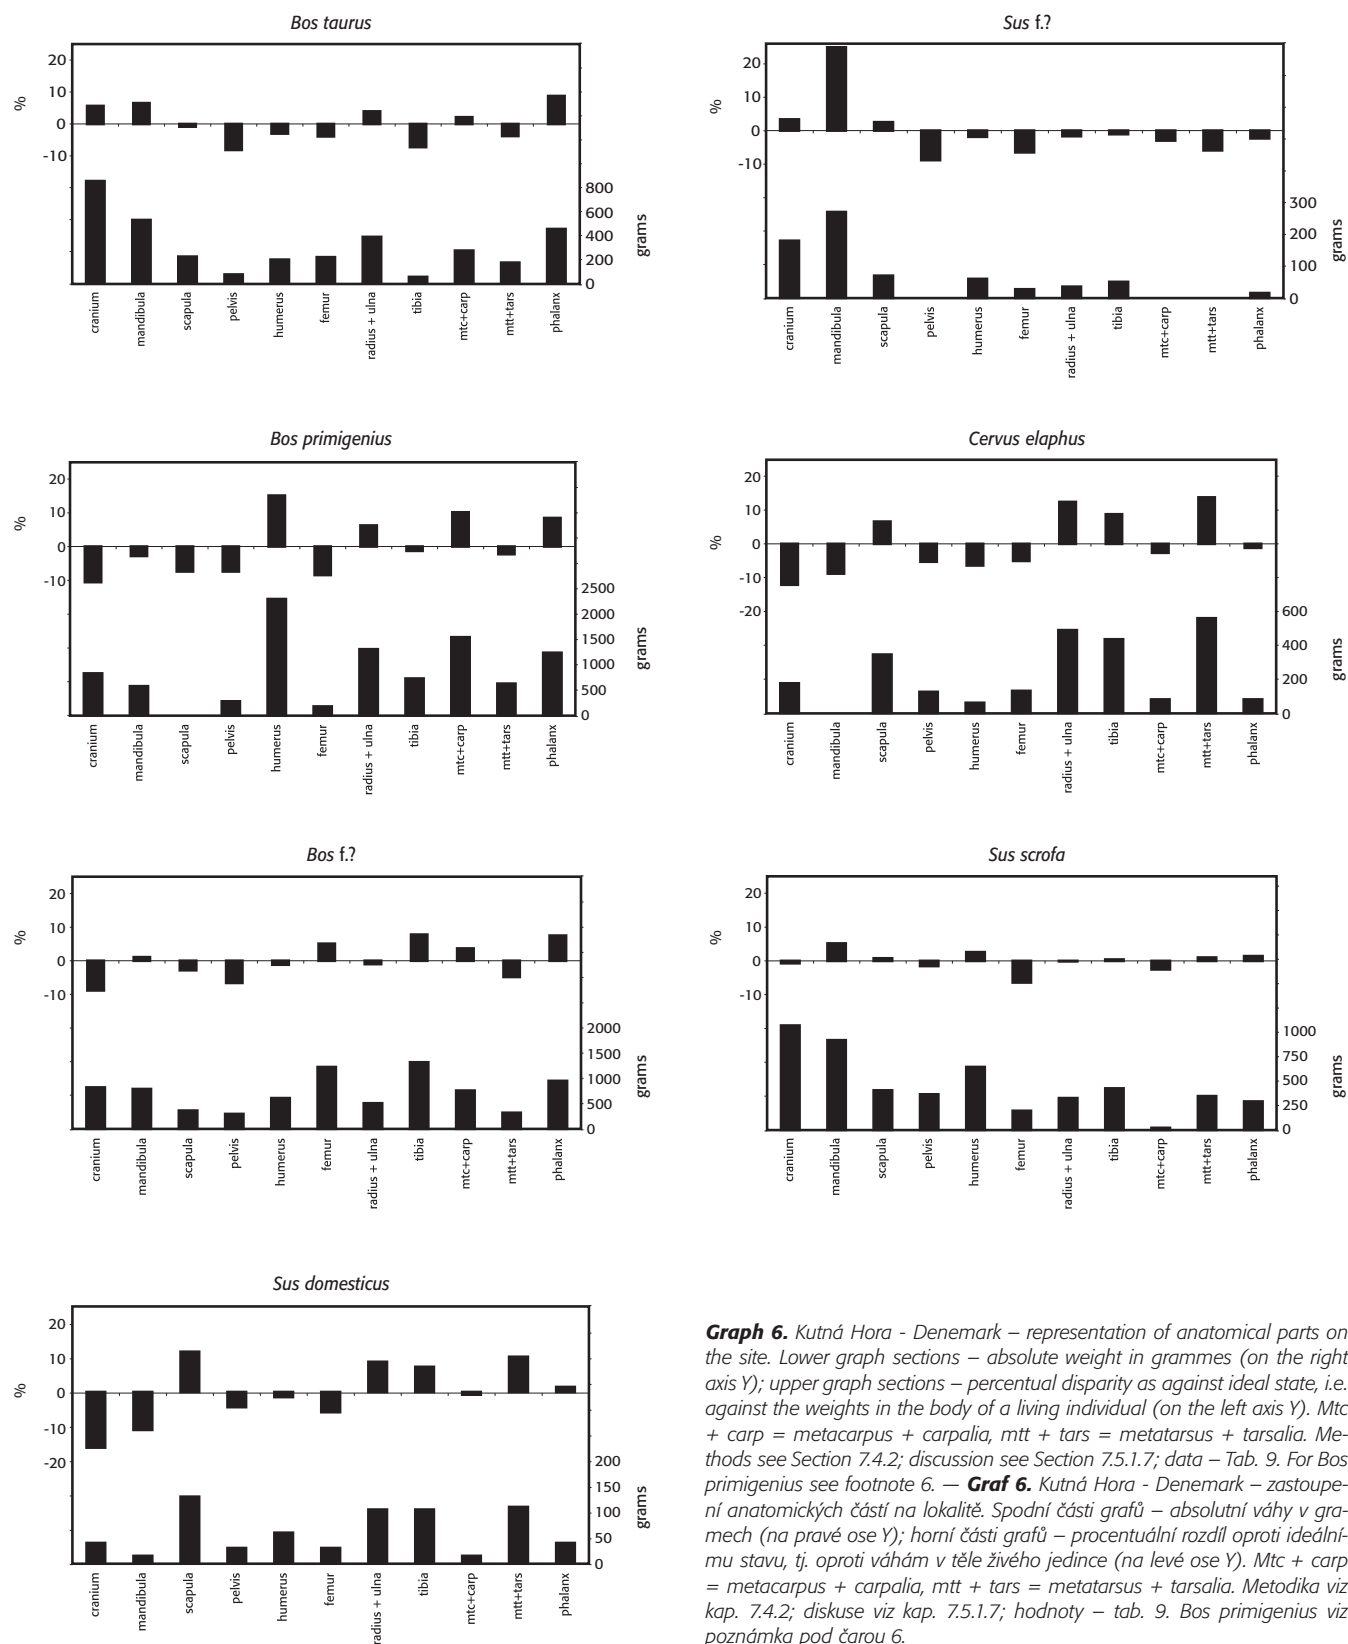 Bos taurus
%
20
10
0
-10
800
600
400
200
0
grams
cranium
mandibula
scapula
pelvis
humerus
femur
radius + ulna
tibia
mtc+carp
mtt+tars
phalanx
Sus f.?
%
20
10
0
-10
300
200
100
0
grams
cranium
mandibula
scapula
pelvis
humerus
femur
radius + ulna
tibia
mtc+carp
mtt+tars
phalanx
Bos primigenius
%
20
10
0
-10
2500
2000
1500
1000
500
0
grams
cranium
mandibula
scapula
pelvis
humerus
femur
radius + ulna
tibia
mtc+carp
mtt+tars
phalanx
Cervus elaphus
%
20
10
0
-10
-20
600
400
200
0
grams
cranium
mandibula
scapula
pelvis
humerus
femur
radius + ulna
tibia
mtc+carp
mtt+tars
phalanx
Bos f.?
%
20
10
0
-10
2000
1500
1000
500
0
grams
cranium
mandibula
scapula
pelvis
humerus
femur
radius + ulna
tibia
mtc+carp
mtt+tars
phalanx
Sus scrofa
%
20
10
0
-10
1000
750
500
250
0
grams
cranium
mandibula
scapula
pelvis
humerus
femur
radius + ulna
tibia
mtc+carp
mtt+tars
phalanx
Sus domesticus
%
20
10
0
-10
-20
200
150
100
50
0
grams
cranium
mandibula
scapula
pelvis
humerus
femur
radius + ulna
tibia
mtc+carp
mtt+tars
phalanx
Graph 6. Kutná Hora - Denemark – representation of anatomical parts on
the site. Lower graph sections – absolute weight in grammes (on the right
axis Y); upper graph sections – percentual disparity as against ideal state, i.e.
against the weights in the body of a living individual (on the left axis Y). Mtc
+ carp = metacarpus + carpalia, mtt + tars = metatarsus + tarsalia. Me-
thods see Section 7.4.2; discussion see Section 7.5.1.7; data – Tab. 9. For Bos
primigenius see footnote 6. — Graf 6. Kutná Hora - Denemark – zastoupe-
ní anatomických částí na lokalitě. Spodní části grafů – absolutní váhy v gra-
mech (na pravé ose Y); horní části grafů – procentuální rozdíl oproti ideální-
mu stavu, tj. oproti váhám v těle živého jedince (na levé ose Y). Mtc + carp
= metacarpus + carpalia, mtt + tars = metatarsus + tarsalia. Metodika viz
kap. 7.4.2; diskuse viz kap. 7.5.1.7; hodnoty – tab. 9. Bos primigenius viz
poznámka pod čarou 6.